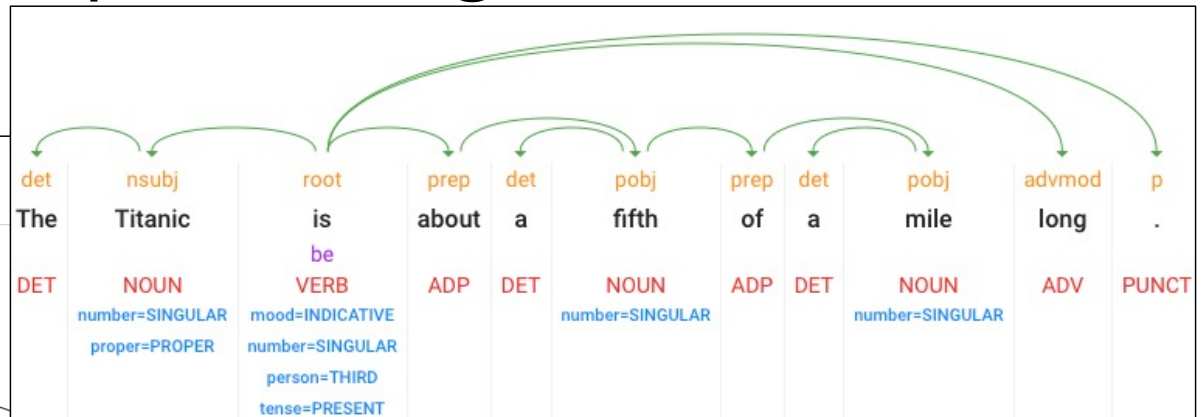 det nsubj root prep det pobj prep det pobj advmod p
The Titanic is about a fifth of a mile long .
be
DET NOUN VERB ADP DET NOUN ADP DET NOUN ADV PUNCT
number=SINGULAR mood=INDICATIVE number=SINGULAR number=SINGULAR
proper=PROPER number=SINGULAR
person=THIRD
tense=PRESENT